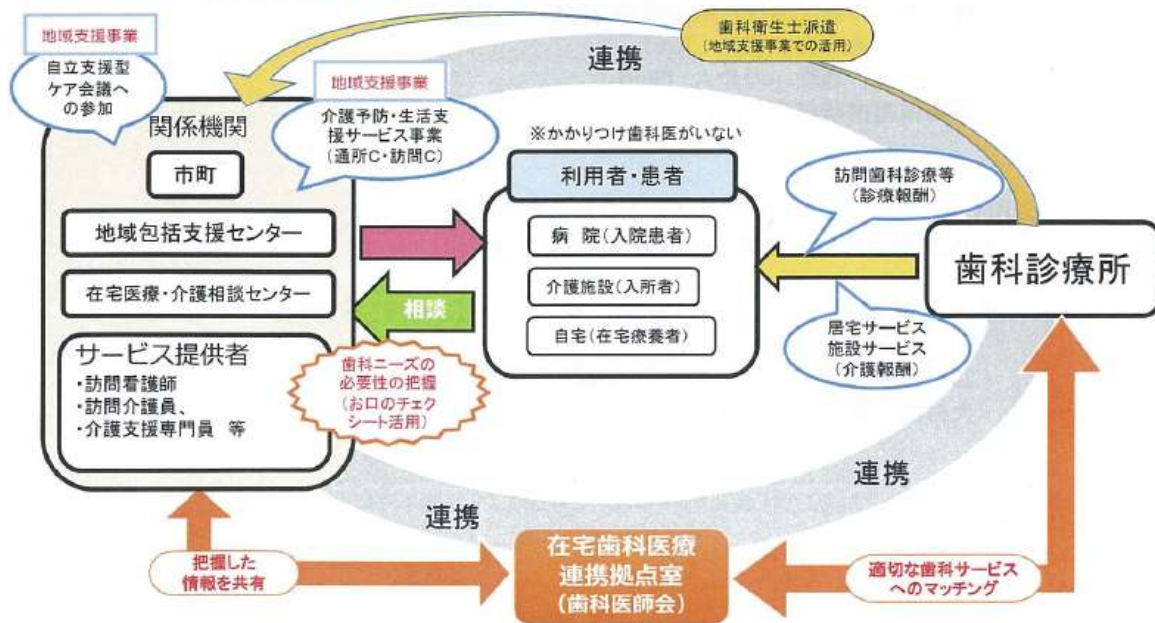 地域支援事業
自立支援型
ケア会議へ
の参加
関係機関
市町
地域包括支援センター
在宅医療・介護相談センター
サービス提供者
・訪問看護師
・訪問介護員、
・介護支援専門員 等
地域支援事業
介護予防・生活支
援サービス事業
(通所C・訪問C)
相談
歯科ニーズの
必要性の把握
(お口のチェク
シート活用)
連携
歯科衛生士派遣
(地域支援事業での活用)
※かかりつけ歯科医がいない
利用者・患者
病 院(入院患者)
介護施設(入所者)
自宅(在宅療養者)
訪問歯科診療等
(診療報酬)
歯科診療所
居宅サービス
施設サービス
(介護報酬)
連携
連携
把握した
情報を共有
在宅歯科医療
連携拠点室
(歯科医師会)
適切な歯科サービス
へのマッチング